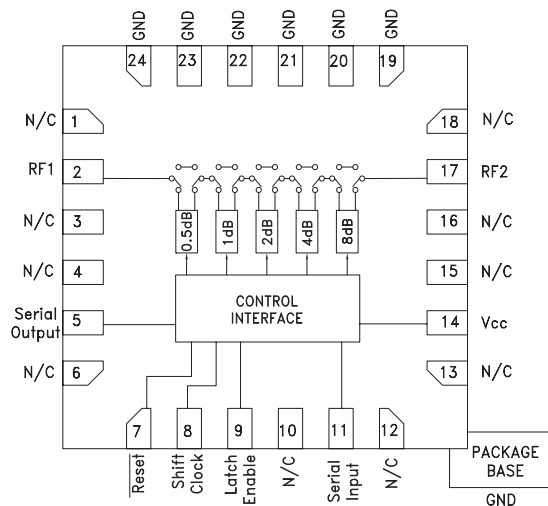 GND
GND
GND
GND
GND
GND
24
23
22
21
20
19
N/C
1
18
N/C
RF1
2
17
RF2
N/C
3
16
N/C
0.5dB
1dB
2dB
4dB
8dB
N/C
4
15
N/C
Serial
Output
5
CONTROL
INTERFACE
14
Vcc
N/C
6
13
N/C
7
8
9
10
11
12
Reset
Shift
Clock
Latch
Enable
N/C
Serial
Input
N/C
PACKAGE
BASE
GND